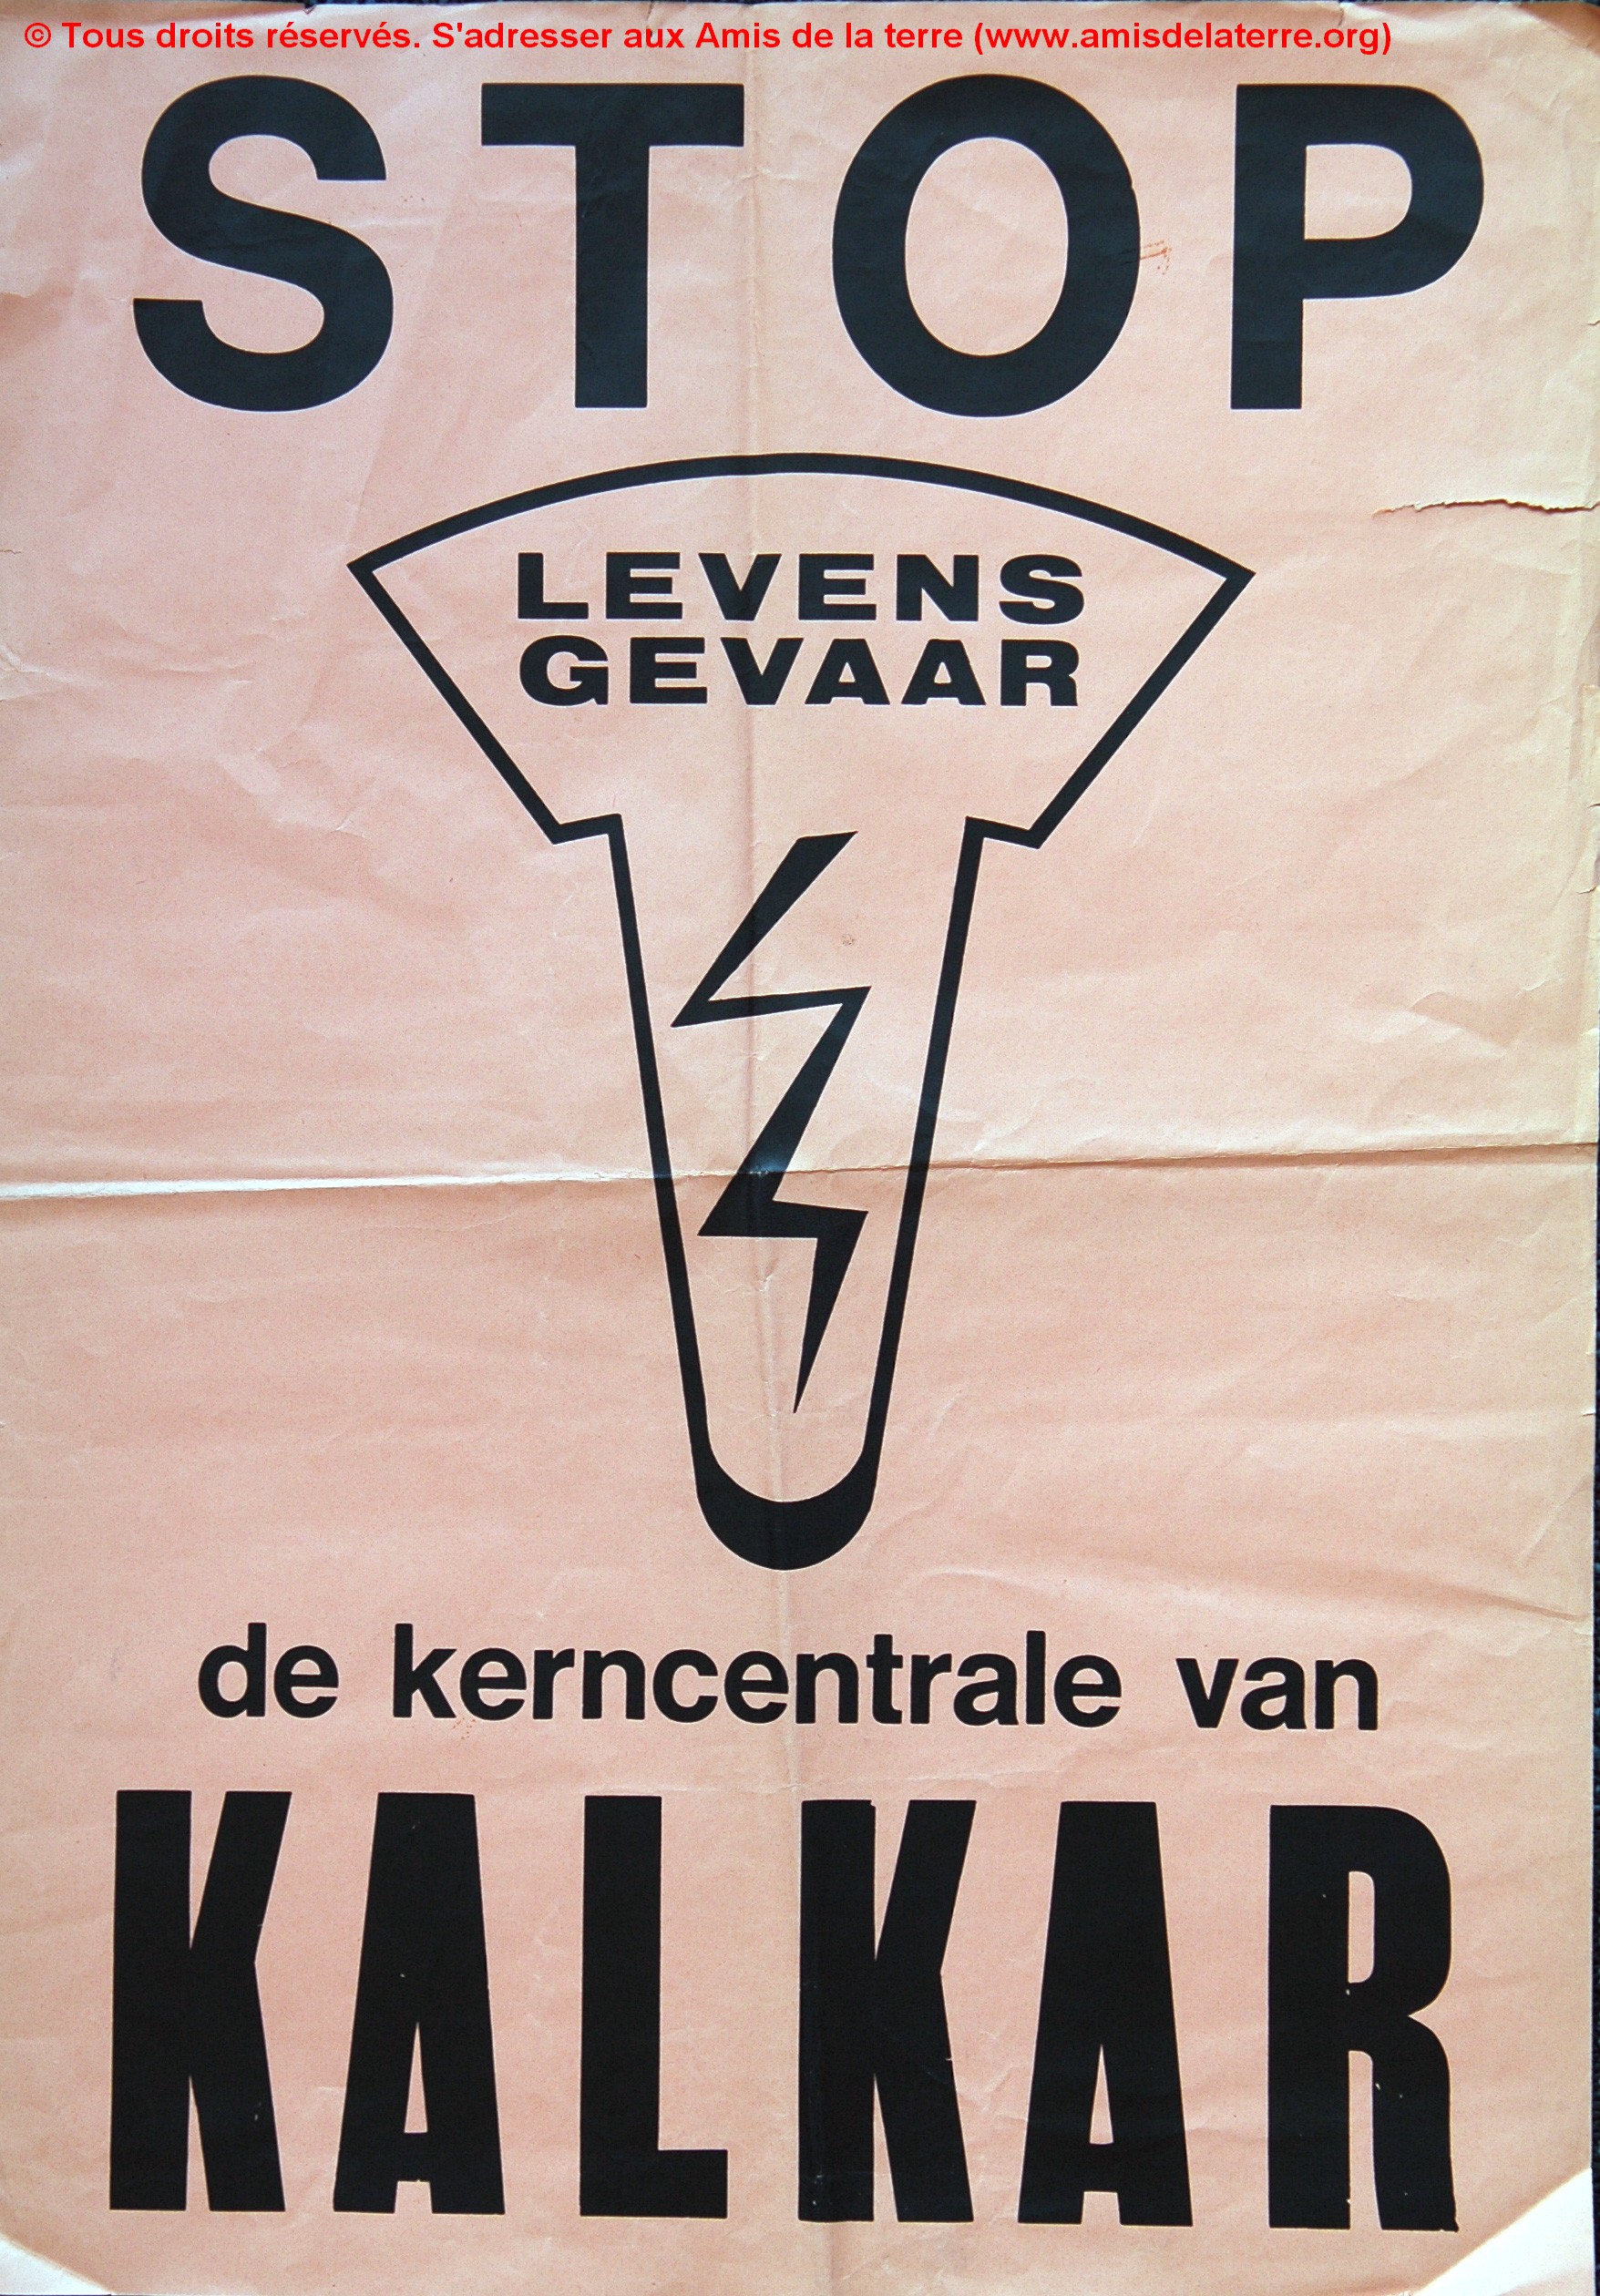 © Tous droits réservés. S'adresser aux Amis de la terre (www.amisdelaterre.org)
STOP
LEVENS
GEVAAR
de kerncentrale van
KALKAR